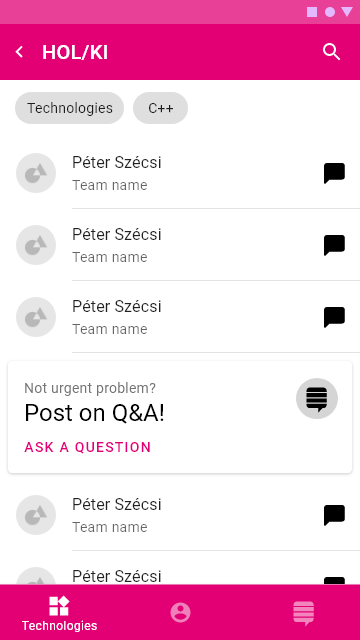 HOL/KI
Technologies
C++
Péter Szécsi
Team name
Péter Szécsi
Team name
Péter Szécsi
Team name
Not urgent problem?
Post on Q&A!
ASK A QUESTION
Péter Szécsi
Team name
Péter Szécsi
Technologies